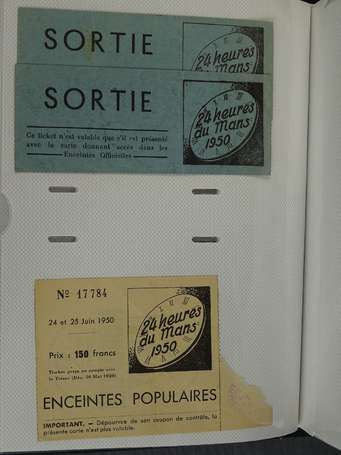 SORTIE
24 heures
du Mans
SORTIE
24 heures
du Mans
1950
Ce ticket n'est valable que s'il est présenté
avec la carte donnant accès dans les
Enceintes Officielles
Nº 17784
24 et 25 Juin 1950
Prix : 150 francs
24 heures
du Mans
1950
ENCEINTES POPULAIRES
IMPORTANT. - Dépourvue de son coupon de contrôle, la
présente carte n'est plus valable.